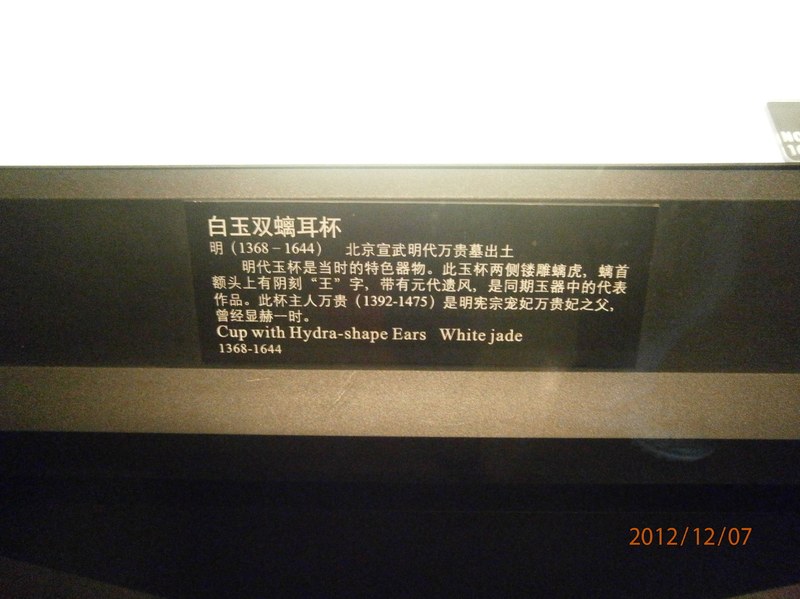 白玉双螭耳杯
明（1368－1644） 北京宣武明代万贵墓出土
明代玉杯是当时的特色器物。此玉杯两侧镂雕螭虎，螭首
额头上有阴刻“王”字，带有元代遗风，是同期玉器中的代表
作品。此杯主人万贵（1392-1475）是明宪宗宠妃万贵妃之父，
曾经显赫一时。
Cup with Hydra-shape Ears White jade
1368-1644
2012/12/07